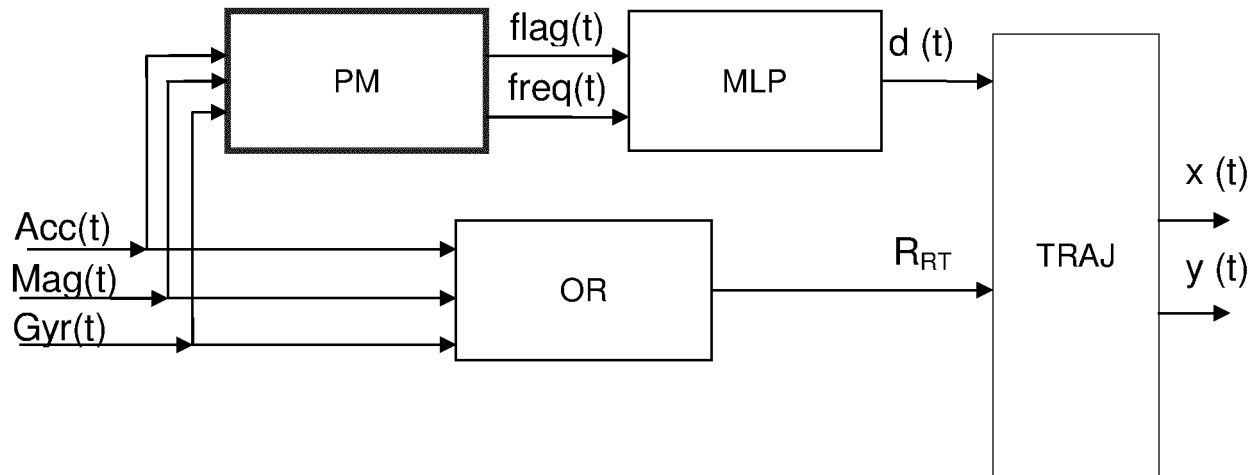 flag(t)
PM
freq(t)
MLP
d (t)
Acc(t)
Mag(t)
Gyr(t)
OR
R_RT
TRAJ
x (t)
y (t)